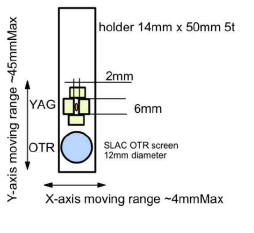 holder 14mm x 50mm 5t
2mm
YAG
6mm
OTR
SLAC OTR screen
12mm diameter
Y-axis moving range ~45mmMax
X-axis moving range ~4mmMax